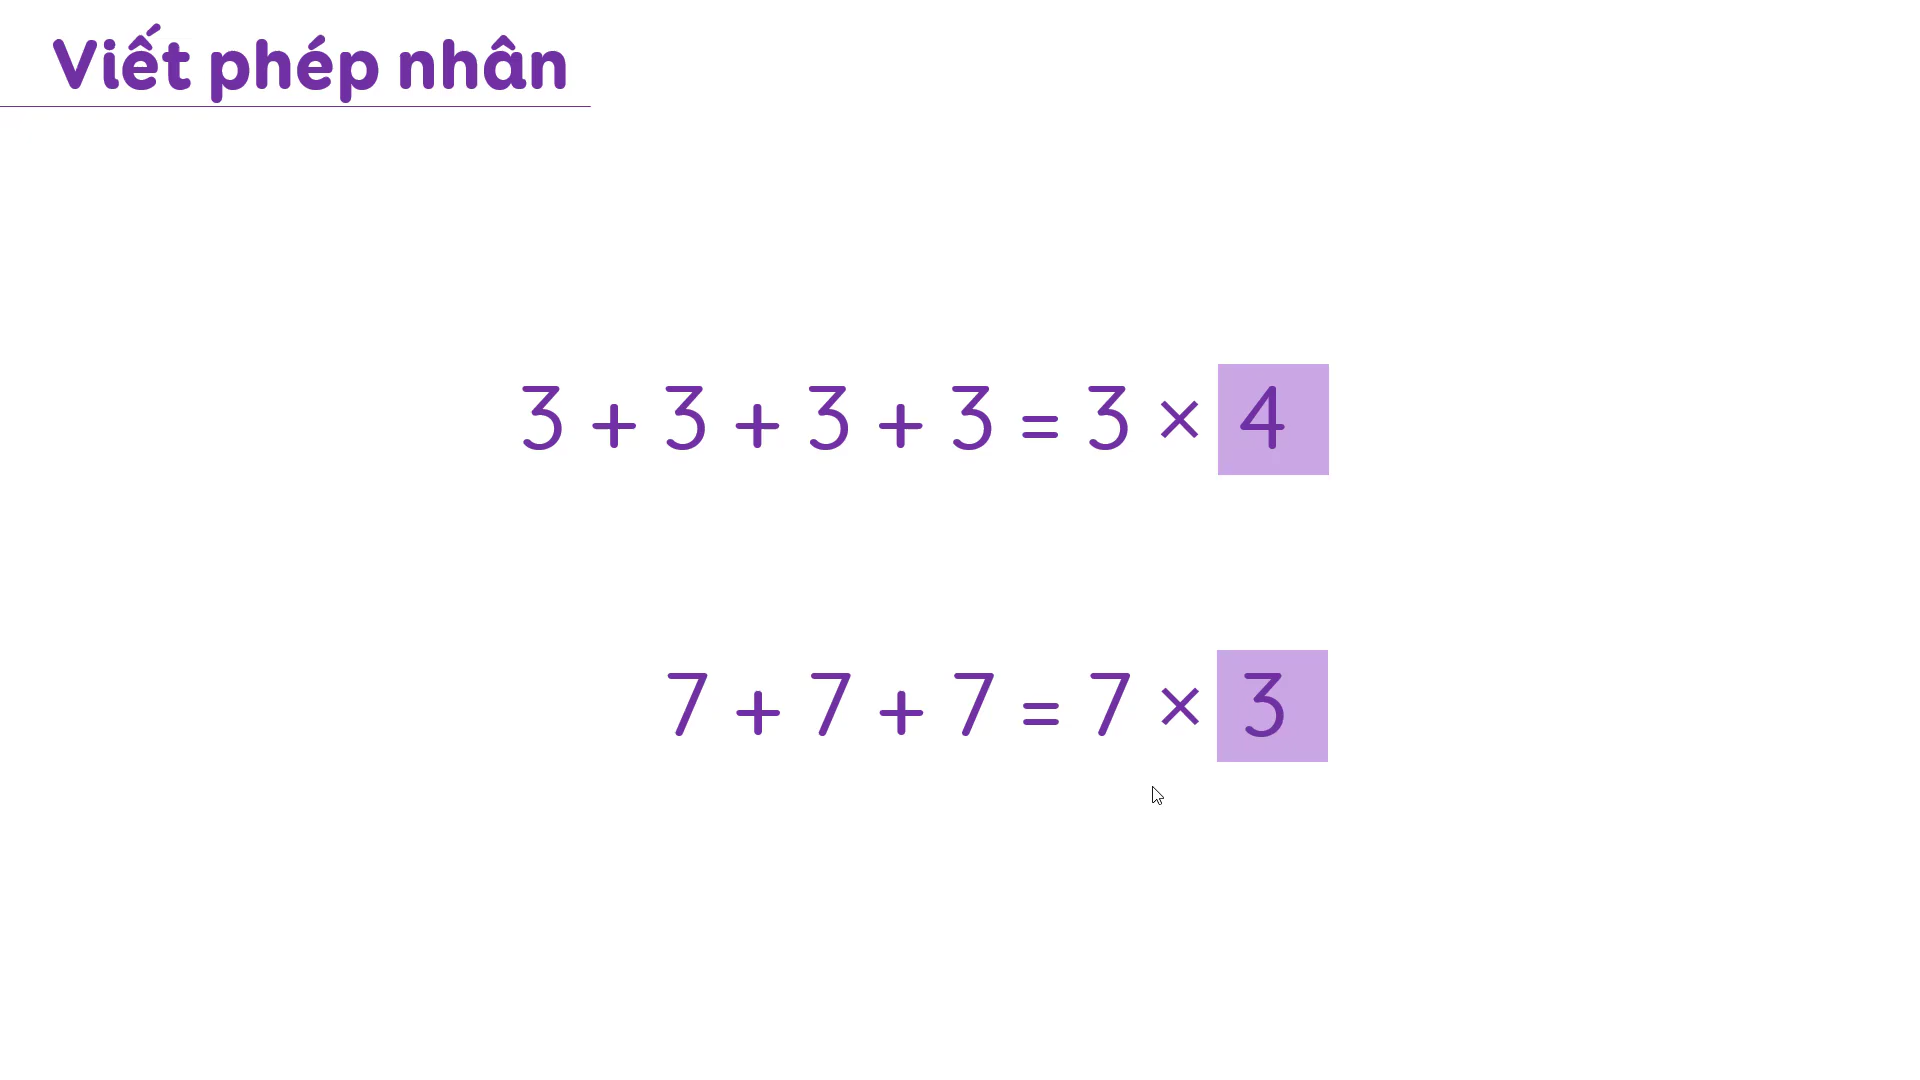 Viết phép nhân
3 + 3 + 3 + 3 = 3 × 4
7 + 7 + 7 = 7 × 3